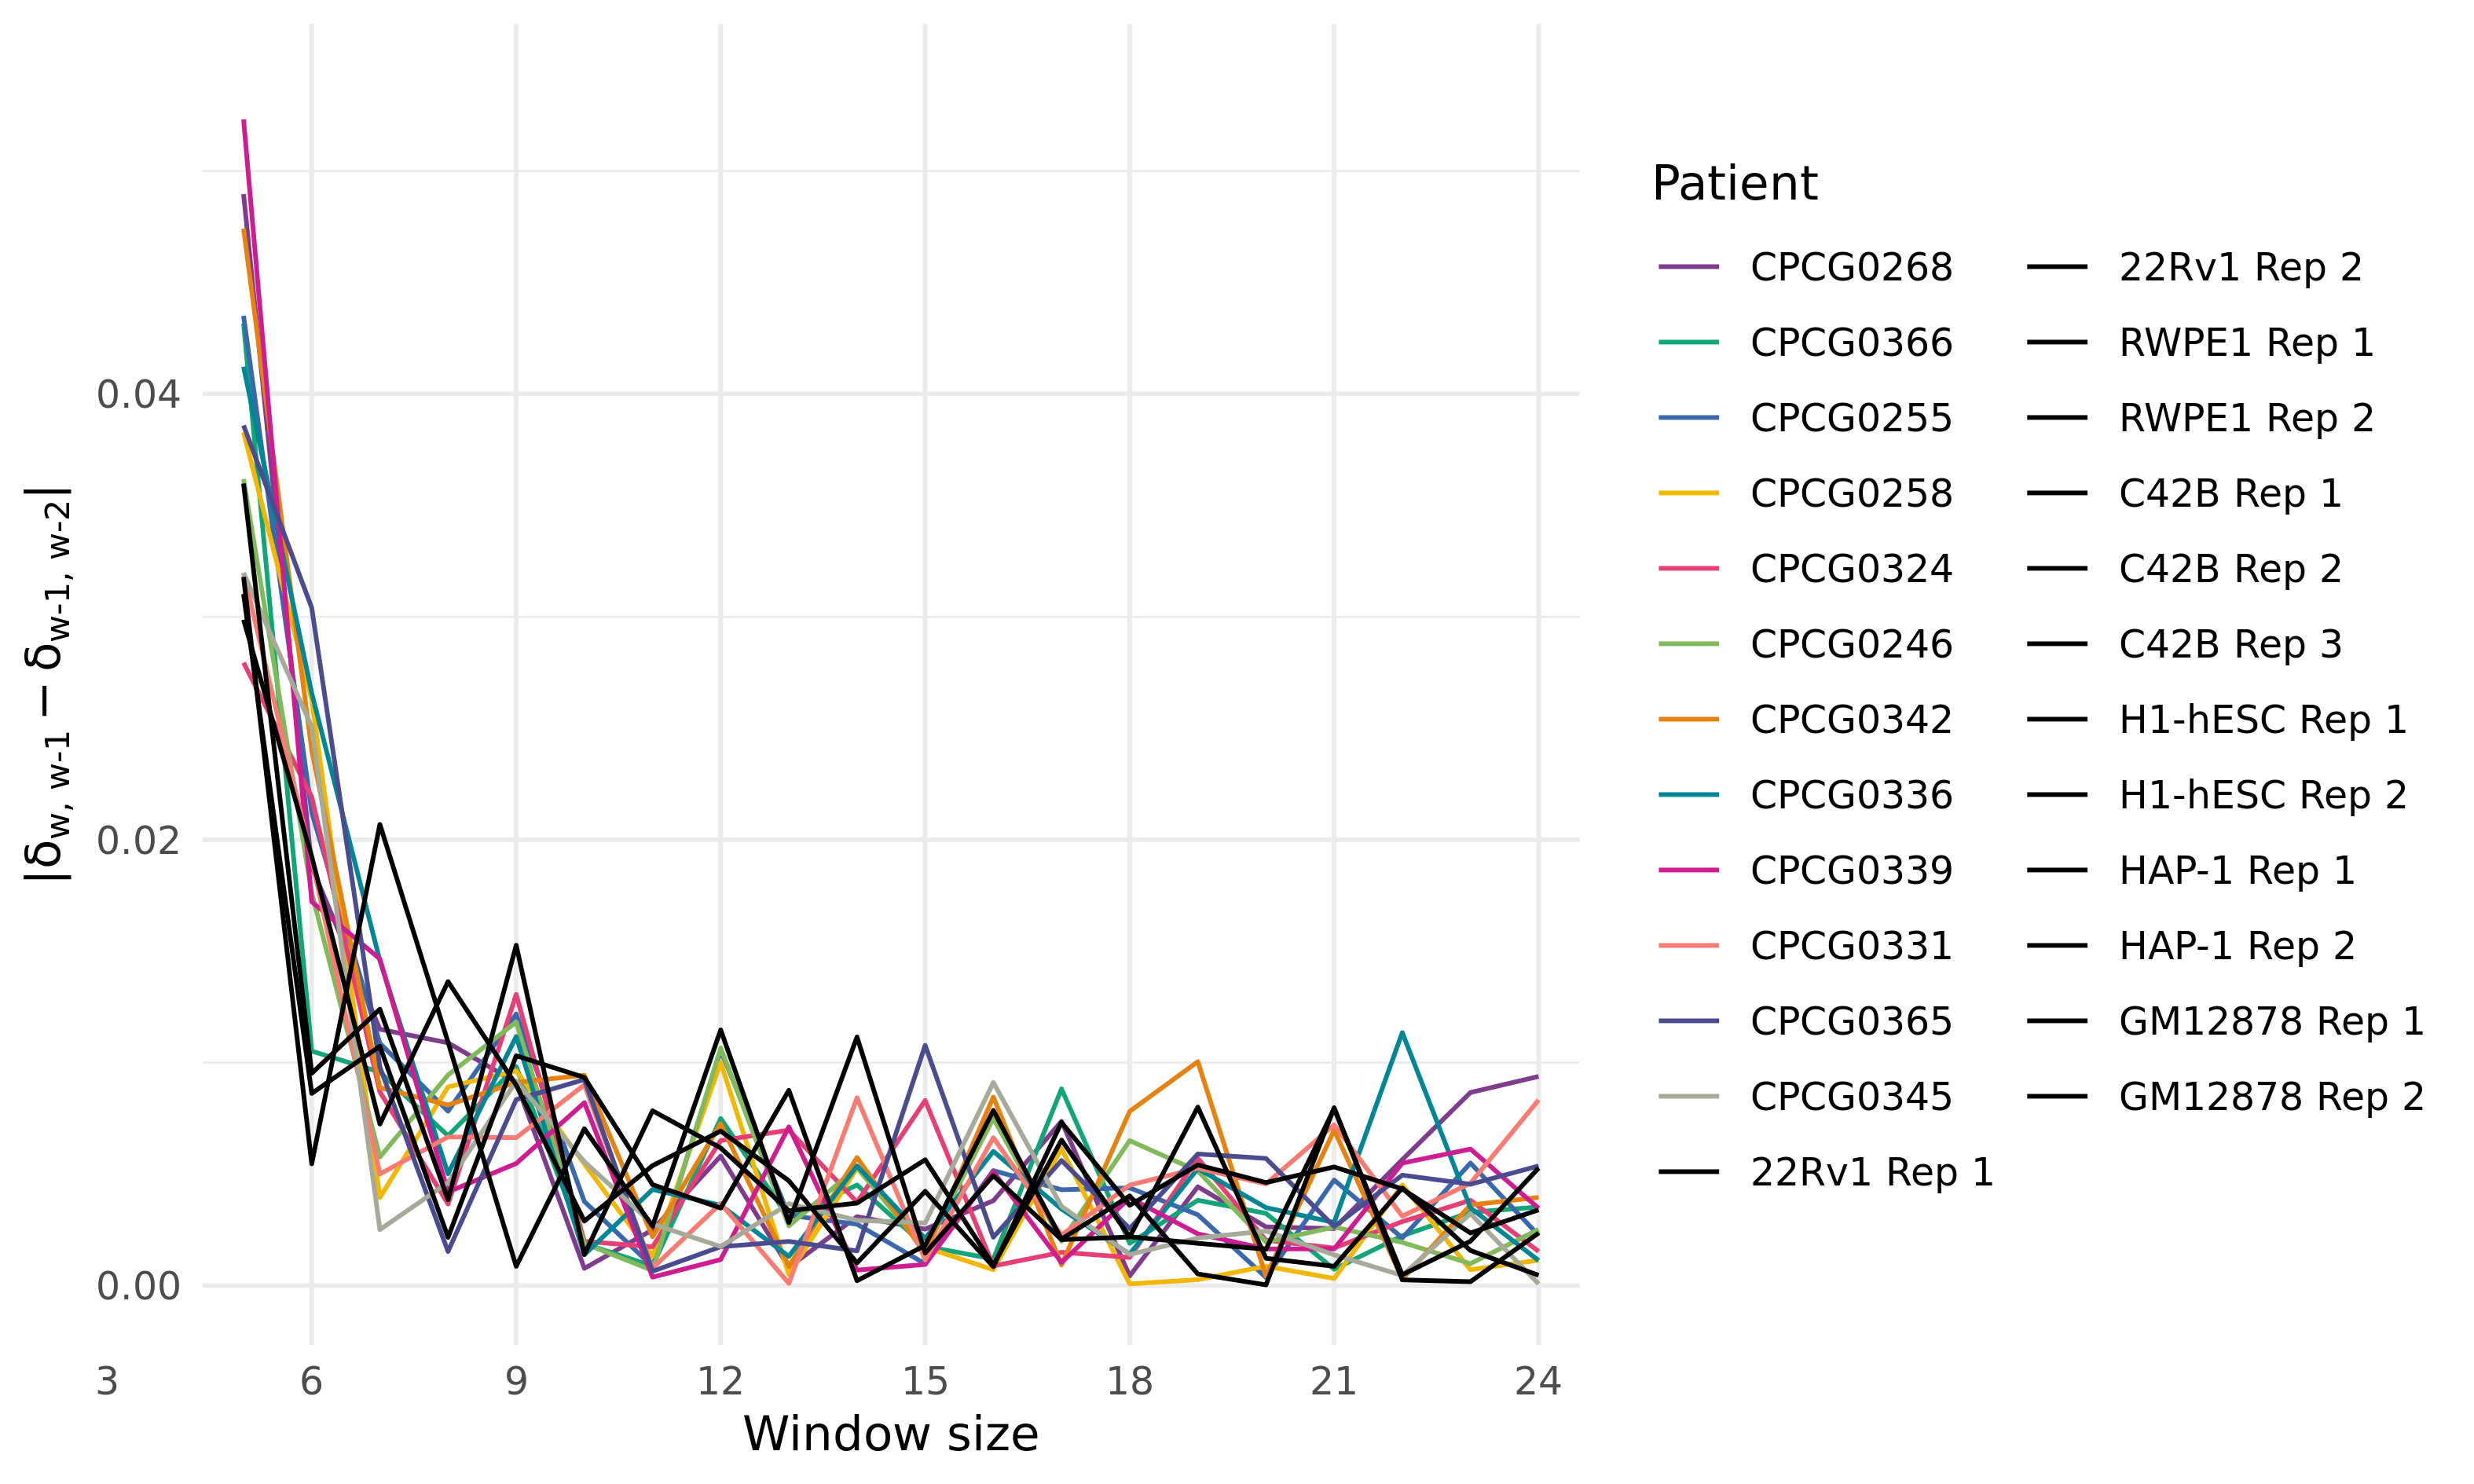 |δw, w-1 − δw-1, w-2|
0.04
0.02
0.00
3 6 9 12 15 18 21 24
Window size
Patient
CPCG0268
CPCG0366
CPCG0255
CPCG0258
CPCG0324
CPCG0246
CPCG0342
CPCG0336
CPCG0339
CPCG0331
CPCG0365
CPCG0345
22Rv1 Rep 1
22Rv1 Rep 2
RWPE1 Rep 1
RWPE1 Rep 2
C42B Rep 1
C42B Rep 2
C42B Rep 3
H1-hESC Rep 1
H1-hESC Rep 2
HAP-1 Rep 1
HAP-1 Rep 2
GM12878 Rep 1
GM12878 Rep 2